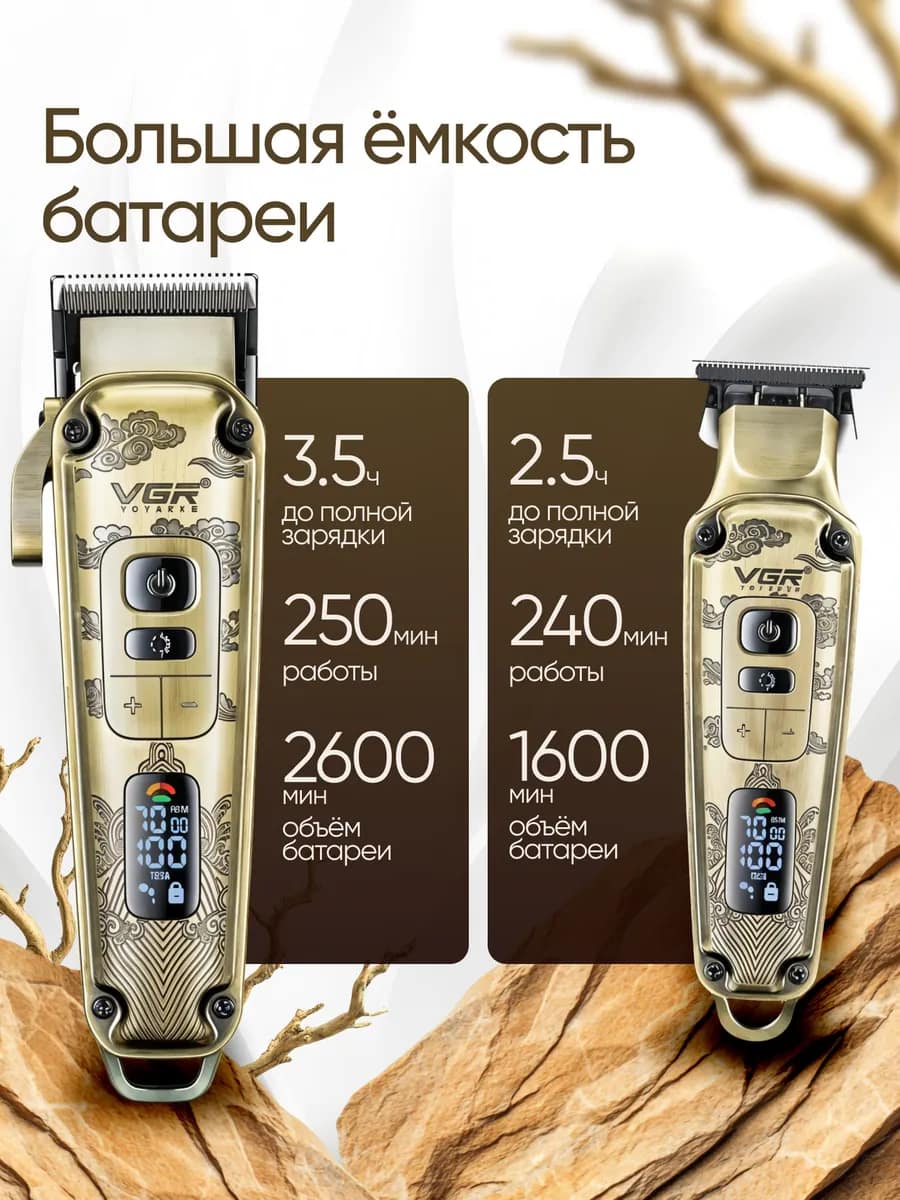 Большая ёмкость
батареи
VGR®
VOYARKE
3.5ч
до полной
зарядки
250мин
работы
2600
мин
объём
батареи
2.5ч
до полной
зарядки
240мин
работы
1600
мин
объём
батареи
VGR®